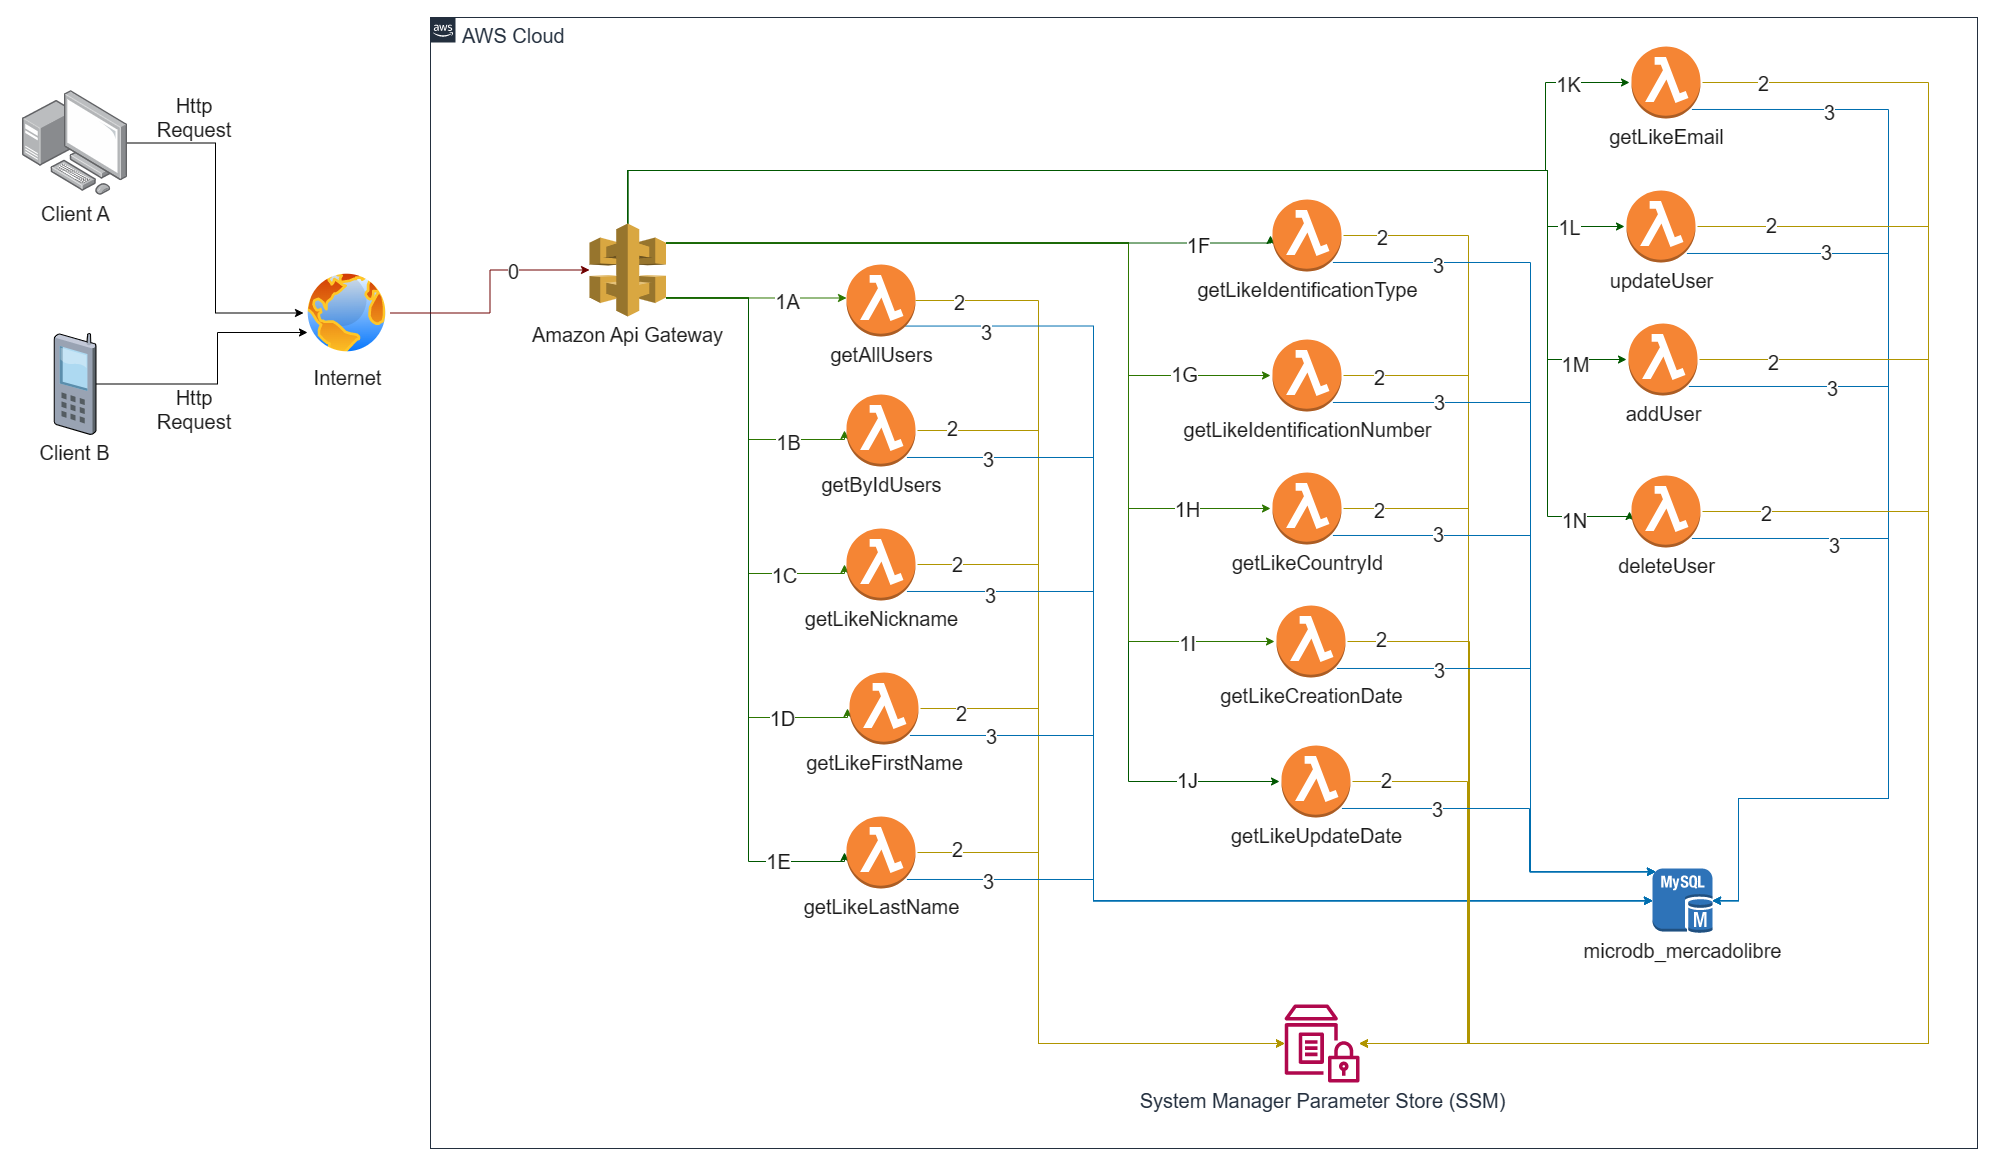 aws
AWS Cloud
Http
Request
Client A
Http
Request
Client B
Internet
0
Amazon Api Gateway
1A
2
3
getAllUsers
1B
2
3
getByIdUsers
1C
2
3
getLikeNickname
1D
2
3
getLikeFirstName
1E
2
3
getLikeLastName
1F
2
3
getLikeIdentificationType
1G
2
3
getLikeIdentificationNumber
1H
2
3
getLikeCountryId
1I
2
3
getLikeCreationDate
1J
2
3
getLikeUpdateDate
1K
2
3
getLikeEmail
1L
2
3
updateUser
1M
2
3
addUser
1N
2
3
deleteUser
MySQL
M
microdb_mercadolibre
System Manager Parameter Store (SSM)